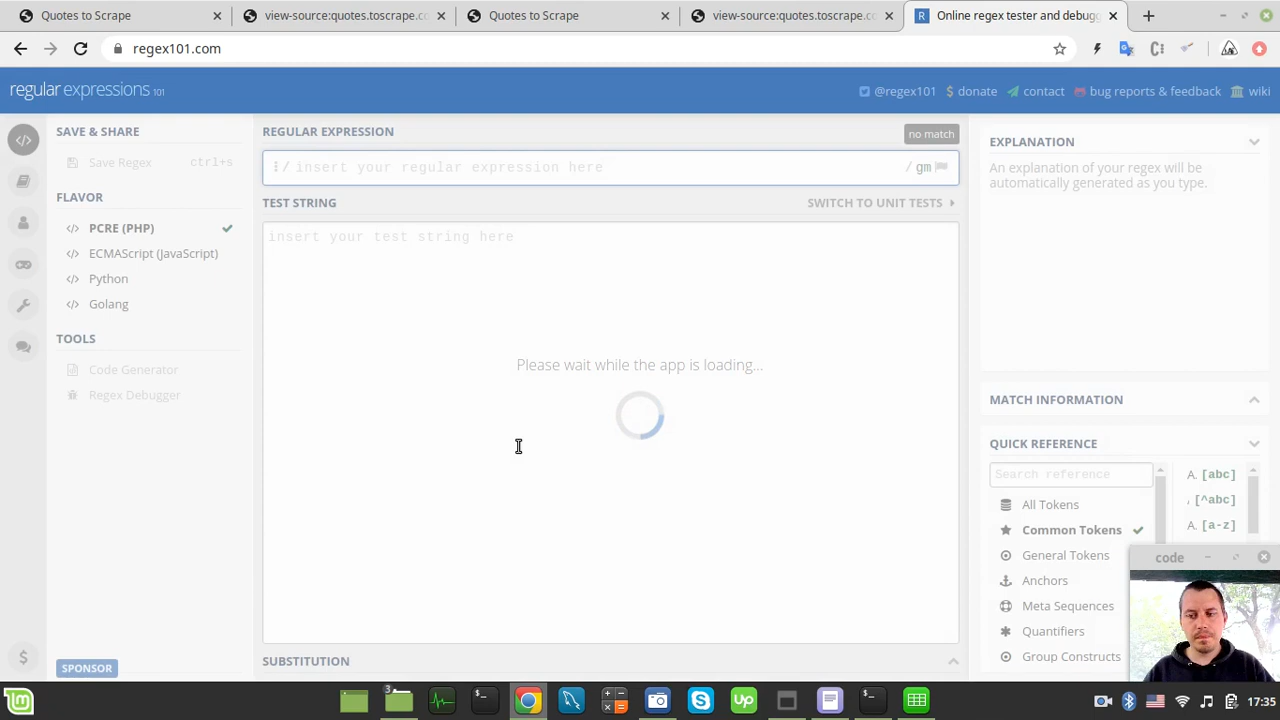 Quotes to Scrape
view-source:quotes.toscrape.co
Quotes to Scrape
view-source:quotes.toscrape.co
Online regex tester and debugg
regex101.com
regular expressions 101
@regex101
donate
contact
bug reports & feedback
wiki
SAVE & SHARE
Save Regex ctrl+s
FLAVOR
PCRE (PHP)
ECMAScript (JavaScript)
Python
Golang
TOOLS
Code Generator
Regex Debugger
SPONSOR
REGULAR EXPRESSION
no match
/ insert your regular expression here / gm
TEST STRING
SWITCH TO UNIT TESTS
insert your test string here
Please wait while the app is loading...
SUBSTITUTION
EXPLANATION
An explanation of your regex will be
automatically generated as you type.
MATCH INFORMATION
QUICK REFERENCE
Search reference
All Tokens
Common Tokens
General Tokens
Anchors
Meta Sequences
Quantifiers
Group Constructs
A. [abc]
[^abc]
A. [a-z]
code
3
Up
17:35